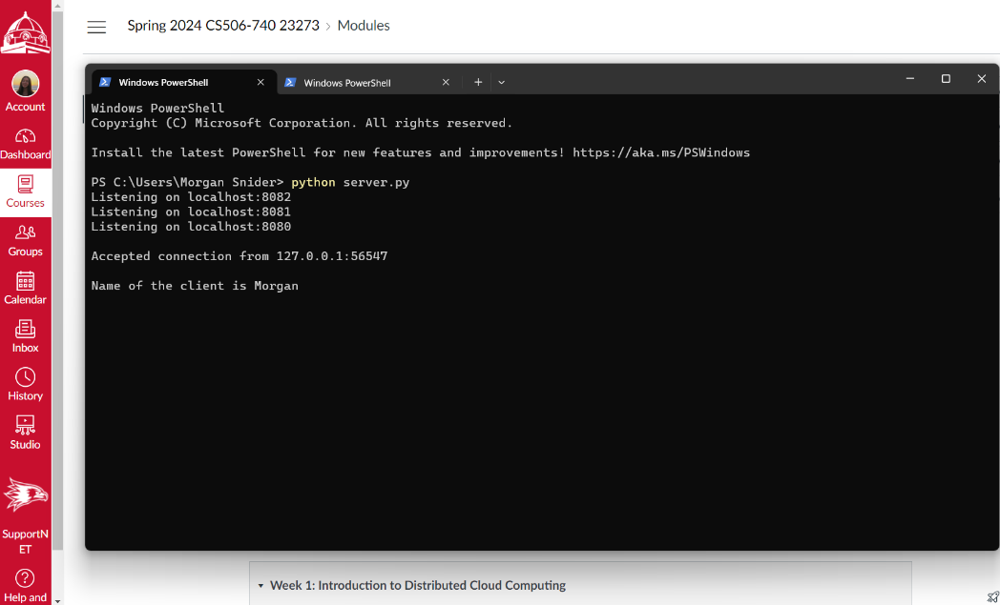 Spring 2024 CS506-740 23273 › Modules
Account
Dashboard
Courses
Groups
Calendar
Inbox
History
Studio
SupportN
ET
Help and
Windows PowerShell
Windows PowerShell
Windows PowerShell
Copyright (C) Microsoft Corporation. All rights reserved.
Install the latest PowerShell for new features and improvements! https://aka.ms/PSWindows
PS C:\Users\Morgan Snider> python server.py
Listening on localhost:8082
Listening on localhost:8081
Listening on localhost:8080
Accepted connection from 127.0.0.1:56547
Name of the client is Morgan
Week 1: Introduction to Distributed Cloud Computing